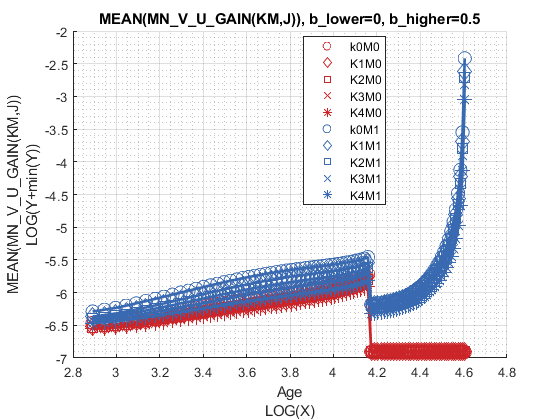 MEAN(MN_V_U_GAIN(KM,J)), b_lower=0, b_higher=0.5
-2
-2.5
-3
-3.5
-4
-4.5
-5
-5.5
-6
-6.5
-7
MEAN(MN_V_U_GAIN(KM,J))
LOG(Y+min(Y))
k0M0
K1M0
K2M0
K3M0
K4M0
k0M1
K1M1
K2M1
K3M1
K4M1
2.8 3 3.2 3.4 3.6 3.8 4 4.2 4.4 4.6 4.8
Age
LOG(X)